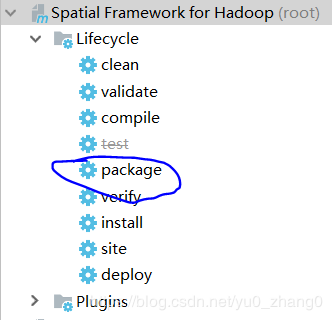 Spatial Framework for Hadoop (root)
Lifecycle
clean
validate
compile
test
package
verify
install
site
deploy
Plugins
https://blog.csdn.net/yu0_zhang0